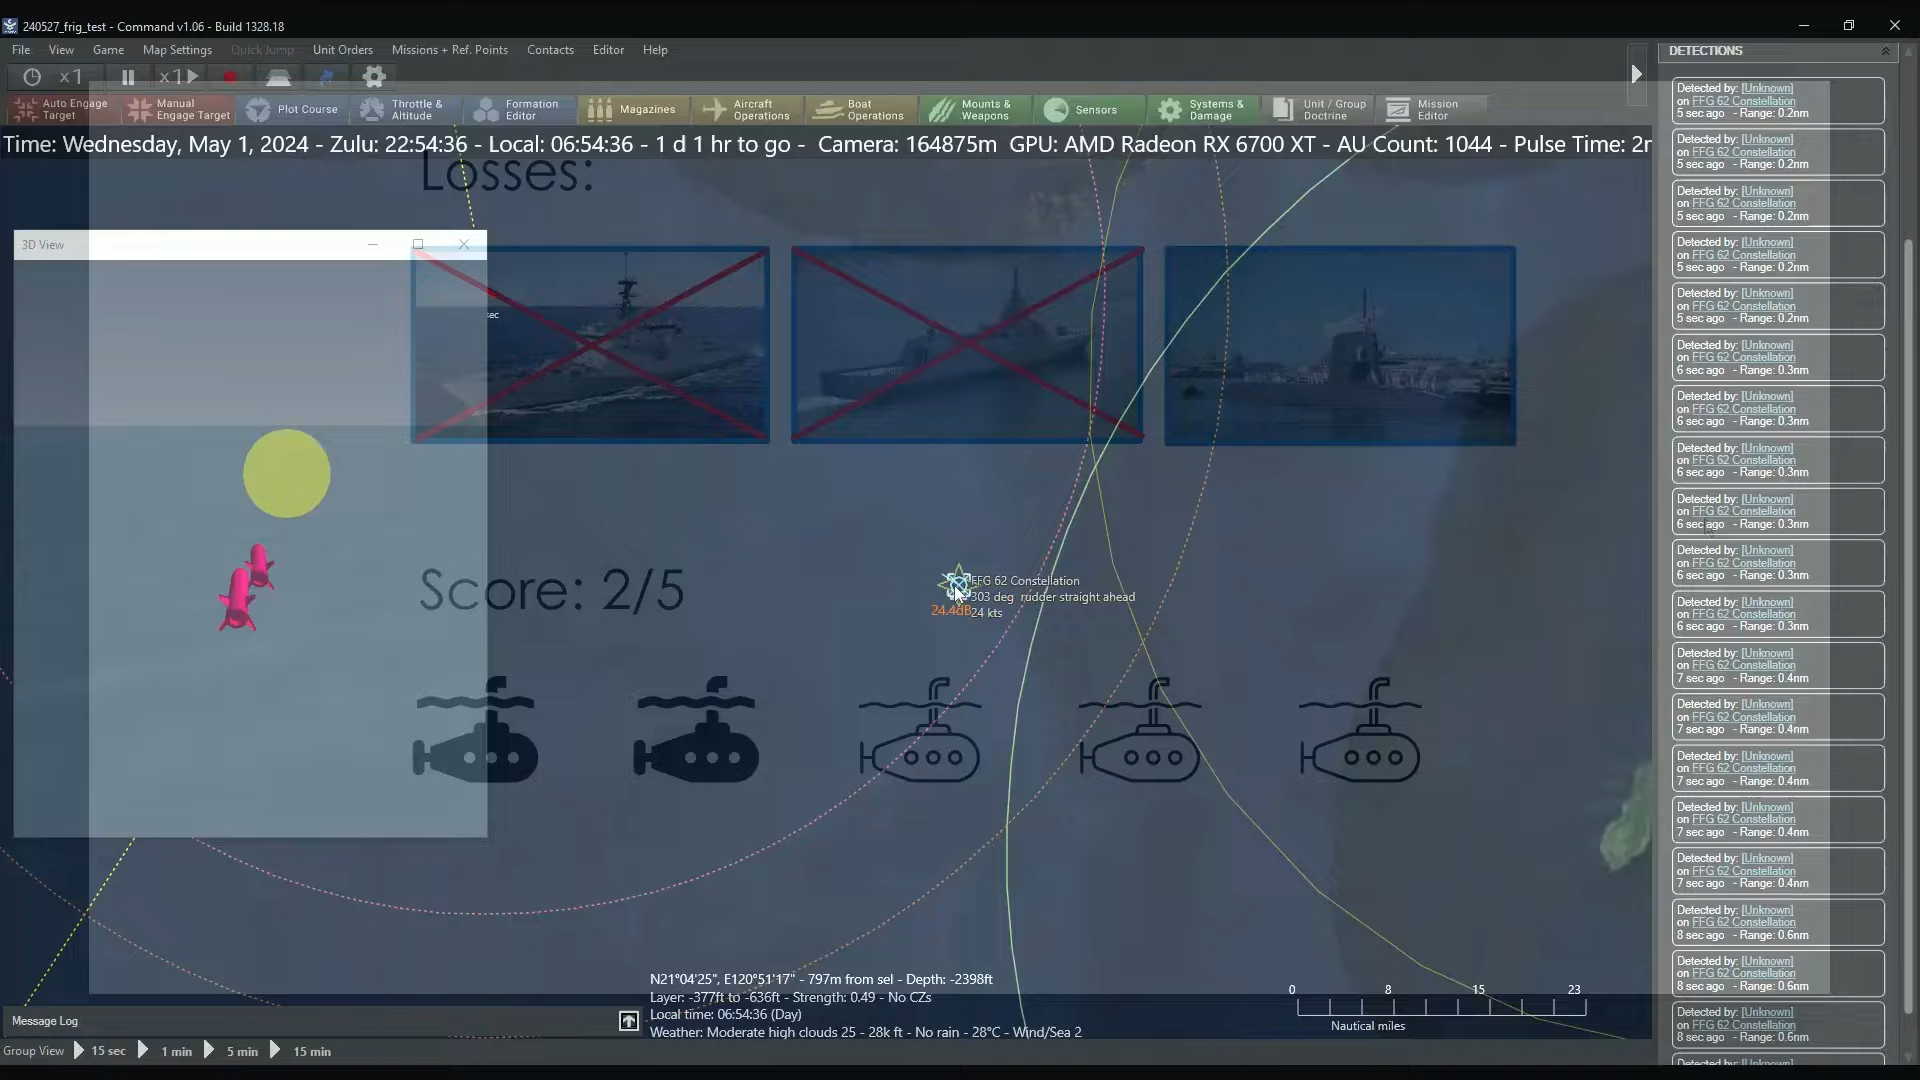 240527_frig_test - Command v1.06 - Build 1328.18
File View Game Map Settings Quick Jump Unit Orders Missions + Ref. Points Contacts Editor Help
x1 x1
Auto Engage Target
Manual Engage Target
Plot Course
Throttle & Altitude
Formation Editor
Magazines
Aircraft Operations
Boat Operations
Mounts & Weapons
Sensors
Systems & Damage
Unit / Group Doctrine
Mission Editor
Time: Wednesday, May 1, 2024 - Zulu: 22:54:36 - Local: 06:54:36 - 1 d 1 hr to go - Camera: 164875m GPU: AMD Radeon RX 6700 XT - AU Count: 1044 - Pulse Time: 2
Losses:
3D View
sec
Score: 2/5
FFG 62 Constellation
303 deg rudder straight ahead
24.4dB
24 kts
N21°04'25", E120°51'17" - 797m from sel - Depth: -2398ft
Layer: -377ft to -636ft - Strength: 0.49 - No CZs
Local time: 06:54:36 (Day)
Weather: Moderate high clouds 25 - 28k ft - No rain - 28°C - Wind/Sea 2
0 8 15 23
Nautical miles
Message Log
Group View 15 sec 1 min 5 min 15 min
DETECTIONS
Detected by: [Unknown]
on FFG 62 Constellation
5 sec ago - Range: 0.2nm
Detected by: [Unknown]
on FFG 62 Constellation
5 sec ago - Range: 0.2nm
Detected by: [Unknown]
on FFG 62 Constellation
5 sec ago - Range: 0.2nm
Detected by: [Unknown]
on FFG 62 Constellation
5 sec ago - Range: 0.2nm
Detected by: [Unknown]
on FFG 62 Constellation
5 sec ago - Range: 0.2nm
Detected by: [Unknown]
on FFG 62 Constellation
6 sec ago - Range: 0.3nm
Detected by: [Unknown]
on FFG 62 Constellation
6 sec ago - Range: 0.3nm
Detected by: [Unknown]
on FFG 62 Constellation
6 sec ago - Range: 0.3nm
Detected by: [Unknown]
on FFG 62 Constellation
6 sec ago - Range: 0.3nm
Detected by: [Unknown]
on FFG 62 Constellation
6 sec ago - Range: 0.3nm
Detected by: [Unknown]
on FFG 62 Constellation
6 sec ago - Range: 0.3nm
Detected by: [Unknown]
on FFG 62 Constellation
7 sec ago - Range: 0.4nm
Detected by: [Unknown]
on FFG 62 Constellation
7 sec ago - Range: 0.4nm
Detected by: [Unknown]
on FFG 62 Constellation
7 sec ago - Range: 0.4nm
Detected by: [Unknown]
on FFG 62 Constellation
7 sec ago - Range: 0.4nm
Detected by: [Unknown]
on FFG 62 Constellation
7 sec ago - Range: 0.4nm
Detected by: [Unknown]
on FFG 62 Constellation
8 sec ago - Range: 0.6nm
Detected by: [Unknown]
on FFG 62 Constellation
8 sec ago - Range: 0.6nm
Detected by: [Unknown]
on FFG 62 Constellation
8 sec ago - Range: 0.6nm
Detected by: [Unknown]